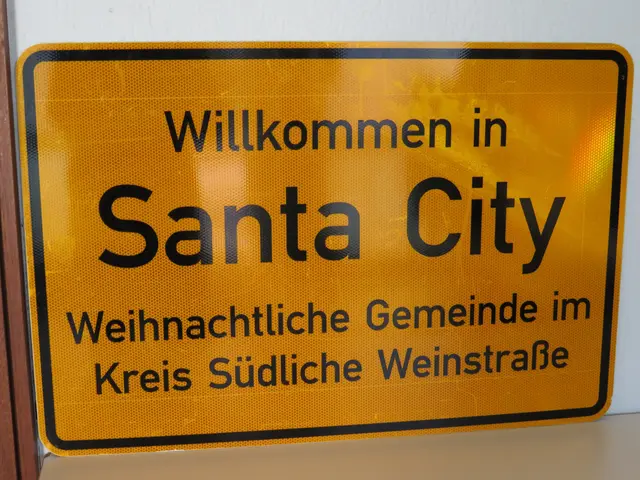 Willkommen in
Santa City
Weihnachtliche Gemeinde im
Kreis Südliche Weinstraße